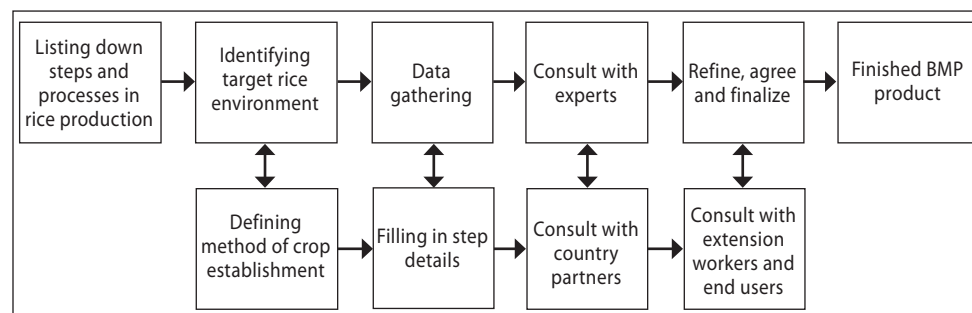 Listing down
steps and
processes in
rice production
Identifying
target rice
environment
Data
gathering
Consult with
experts
Refine, agree
and finalize
Finished BMP
product
Defining
method of crop
establishment
Filling in step
details
Consult with
country
partners
Consult with
extension
workers and
end users